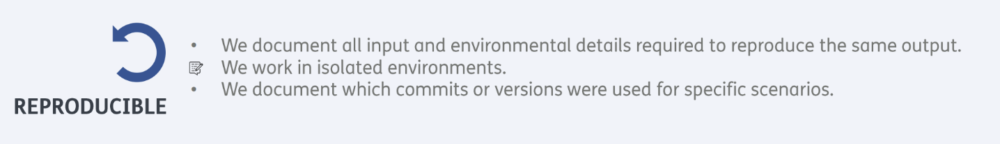 REPRODUCIBLE
• We document all input and environmental details required to reproduce the same output.
We work in isolated environments.
• We document which commits or versions were used for specific scenarios.